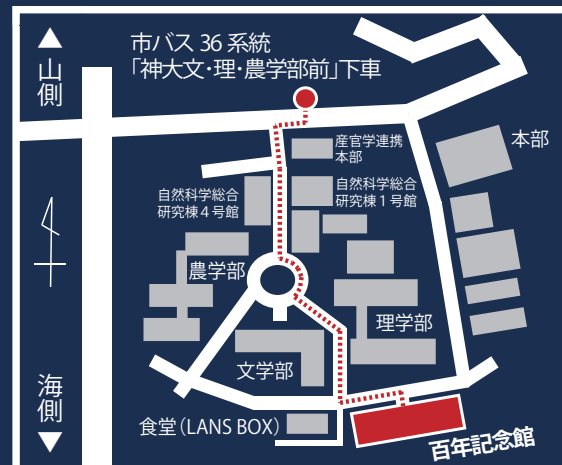 市バス 36 系統
「神大文・理・農学部前」下車
▲
山側
産官学連携
本部
本部
自然科学総合
研究棟４号館
自然科学総合
研究棟１号館
農学部
理学部
文学部
海側
▼
食堂（LANS BOX）
百年記念館